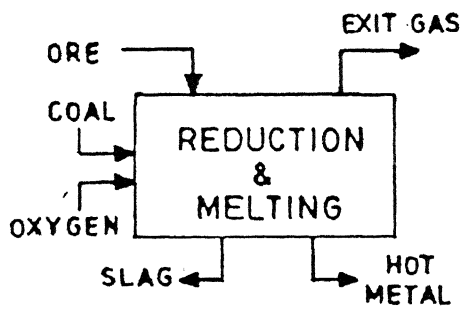 EXIT GAS
ORE
COAL
REDUCTION
&
MELTING
OXYGEN
SLAG
HOT
METAL